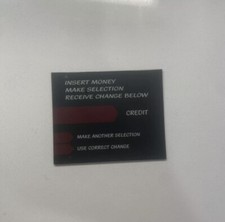 INSERT MONEY
MAKE SELECTION
RECEIVE CHANGE BELOW
CREDIT
MAKE ANOTHER SELECTION
USE CORRECT CHANGE